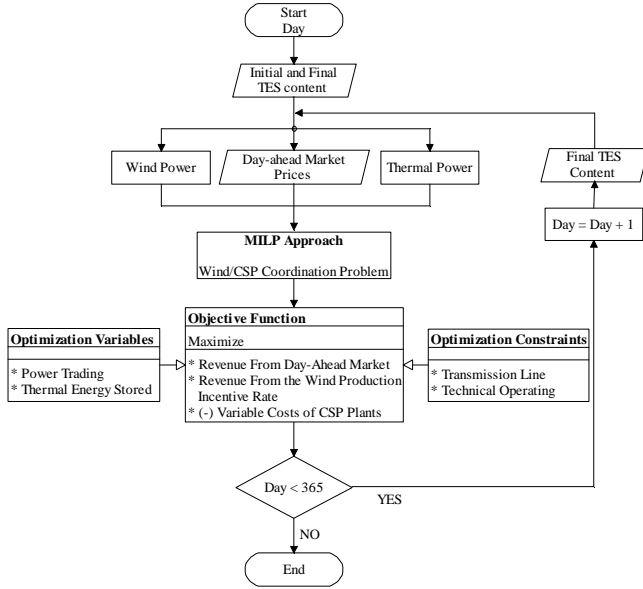 Start
Day
Initial and Final
TES content
Wind Power
Day-ahead Market
Prices
Thermal Power
Final TES
Content
Day = Day + 1
MILP Approach
Wind/CSP Coordination Problem
Objective Function
Maximize
* Revenue From Day-Ahead Market
* Revenue From the Wind Production
Incentive Rate
* (-) Variable Costs of CSP Plants
Optimization Variables
* Power Trading
* Thermal Energy Stored
Optimization Constraints
* Transmission Line
* Technical Operating
Day < 365
YES
NO
End